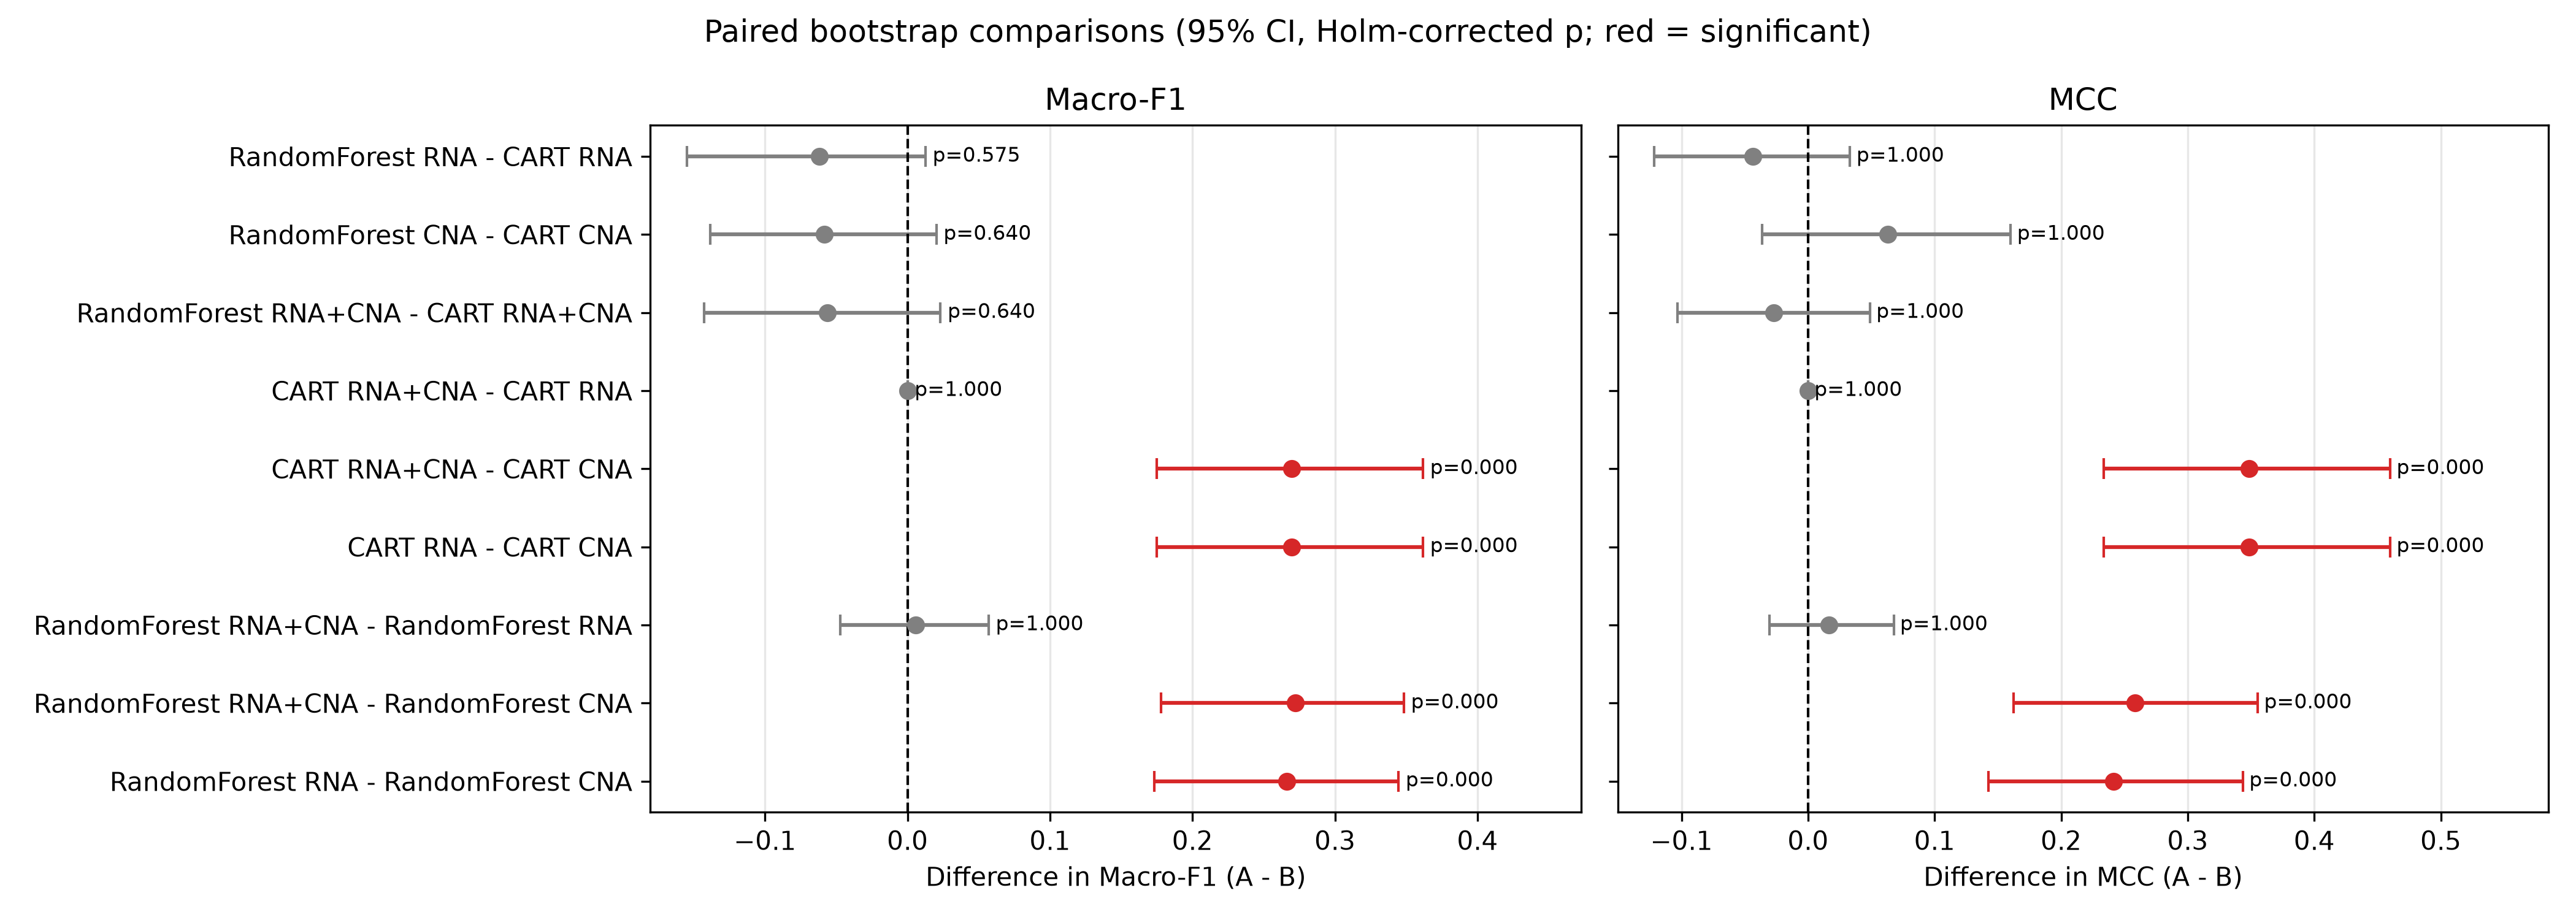 Paired bootstrap comparisons (95% CI, Holm-corrected p; red = significant)
Macro-F1
RandomForest RNA - CART RNA
RandomForest CNA - CART CNA
RandomForest RNA+CNA - CART RNA+CNA
CART RNA+CNA - CART RNA
CART RNA+CNA - CART CNA
CART RNA - CART CNA
RandomForest RNA+CNA - RandomForest RNA
RandomForest RNA+CNA - RandomForest CNA
RandomForest RNA - RandomForest CNA
p=0.575
p=0.640
p=0.640
p=1.000
p=0.000
p=0.000
p=1.000
p=0.000
p=0.000
−0.1 0.0 0.1 0.2 0.3 0.4
Difference in Macro-F1 (A - B)
MCC
p=1.000
p=1.000
p=1.000
p=1.000
p=0.000
p=0.000
p=1.000
p=0.000
p=0.000
−0.1 0.0 0.1 0.2 0.3 0.4 0.5
Difference in MCC (A - B)